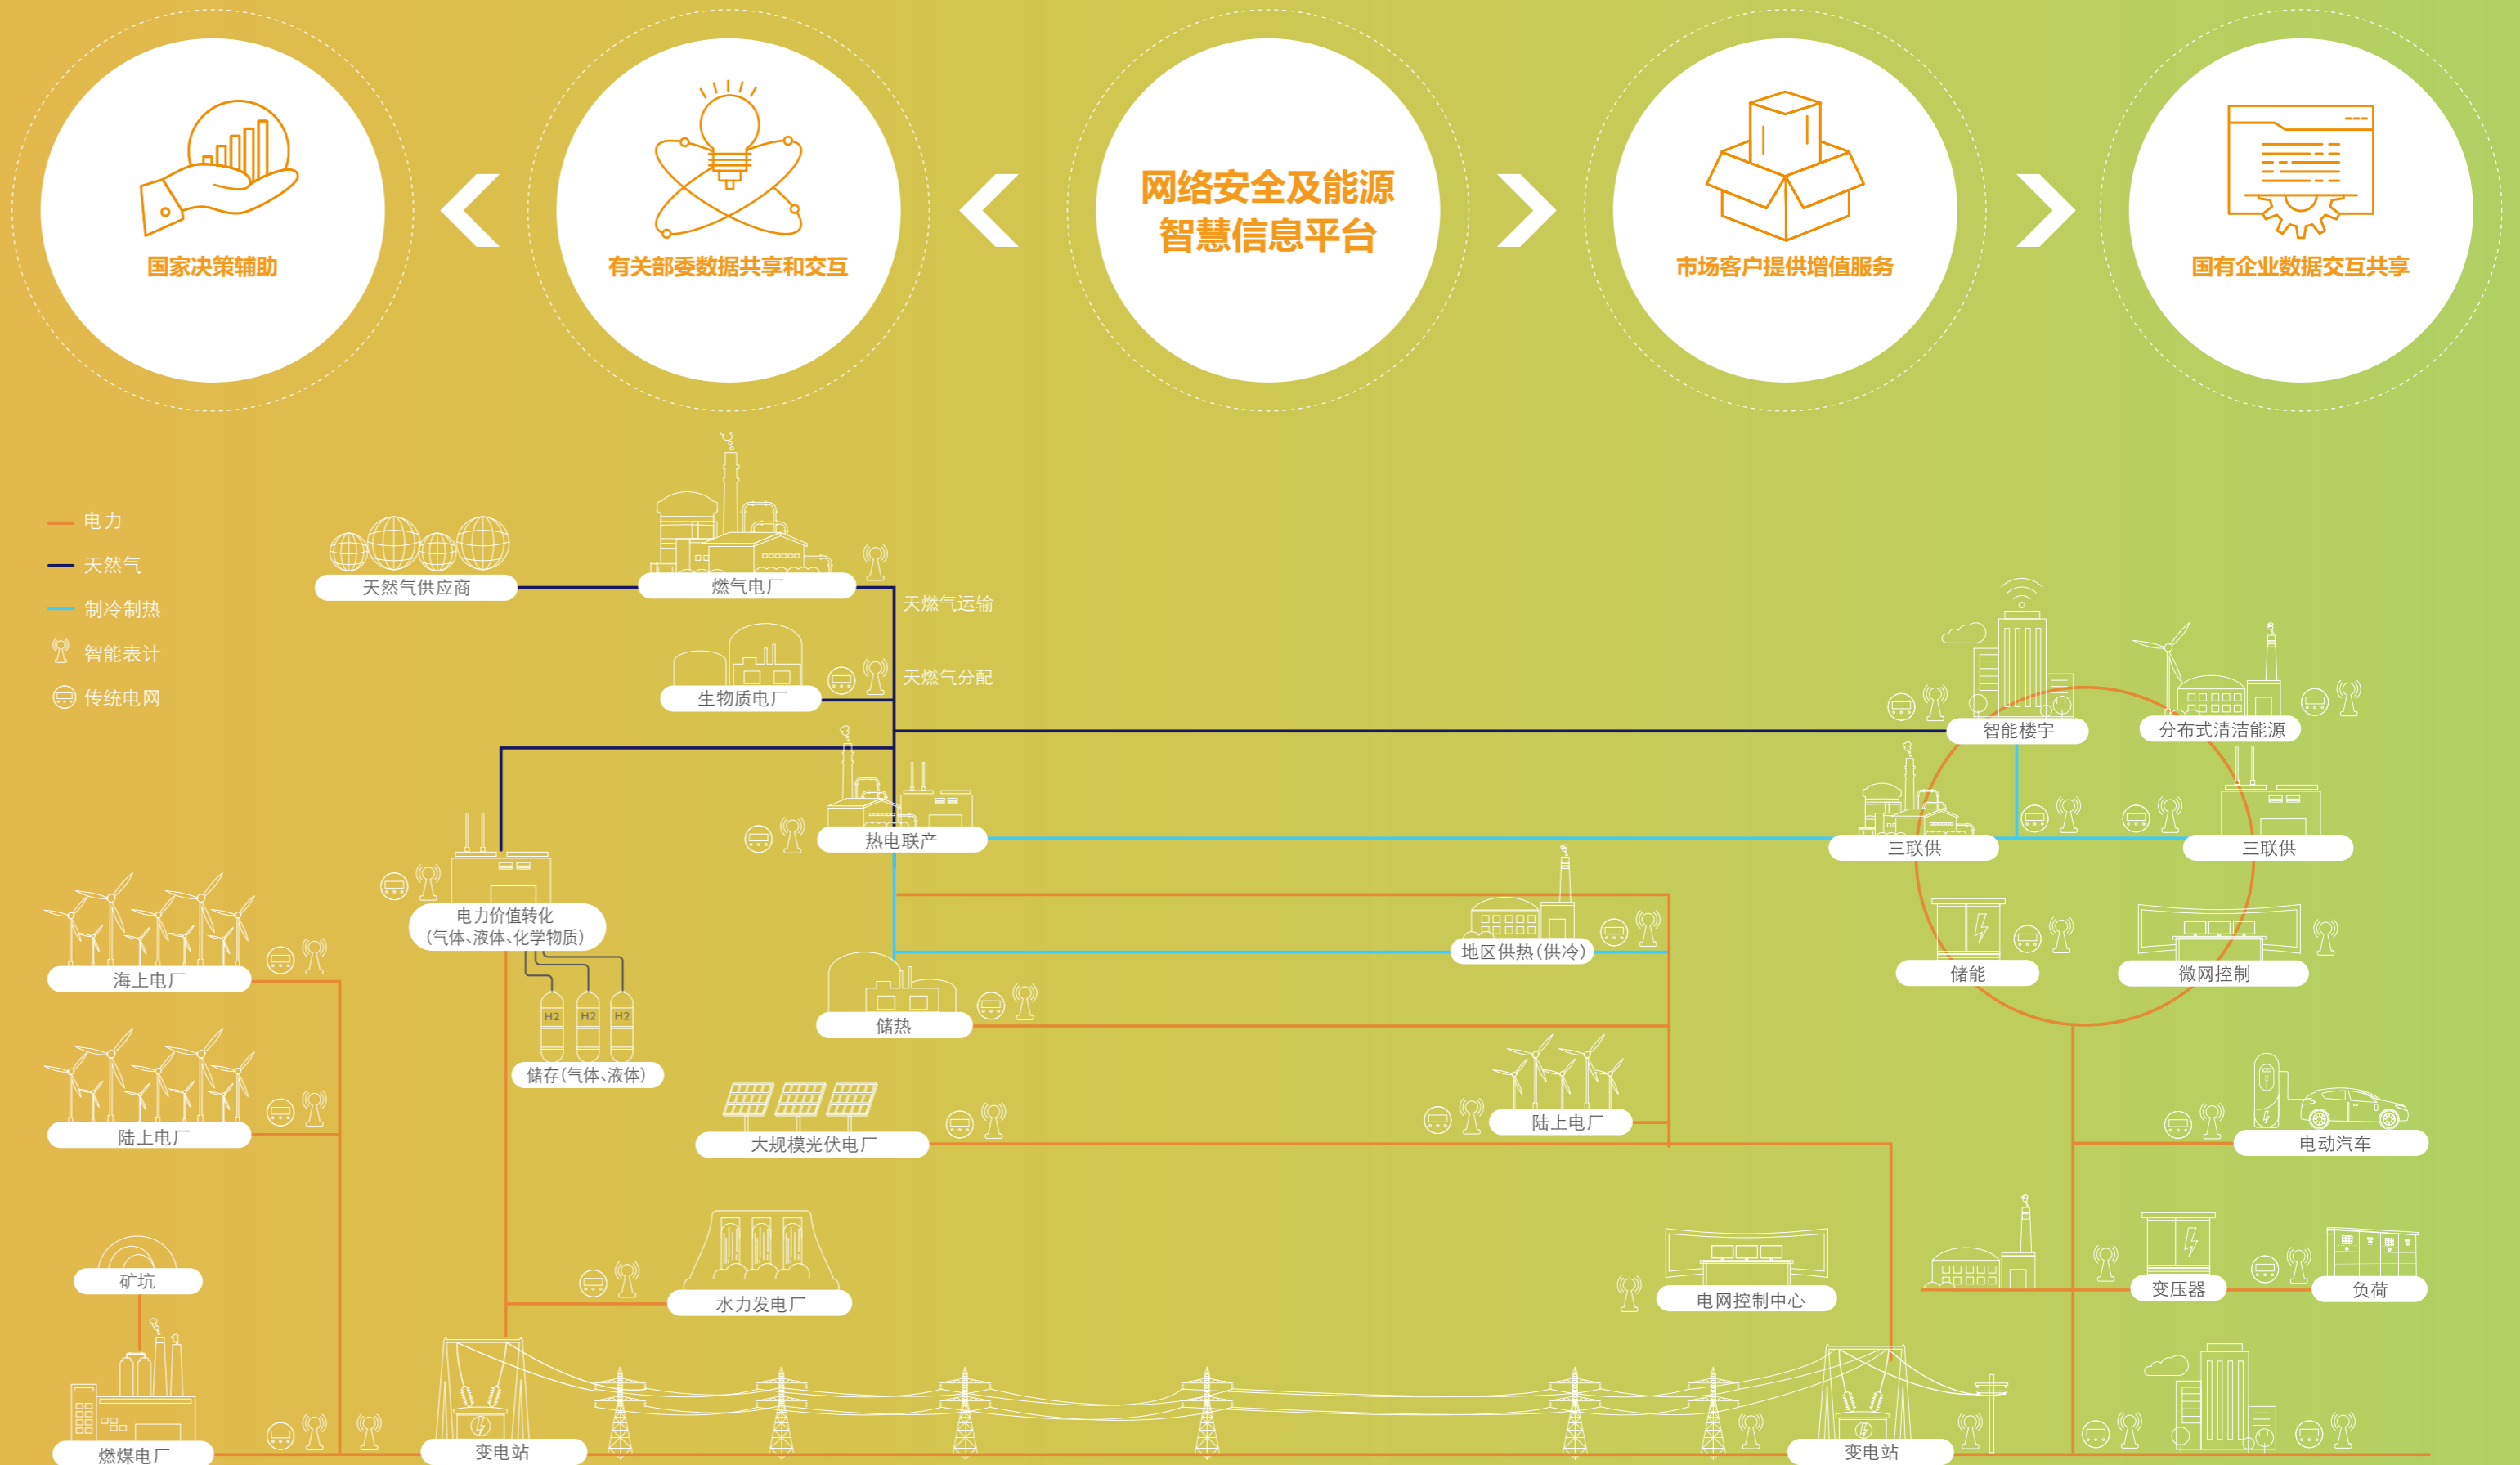 网络安全及能源
智慧信息平台
国家决策辅助
有关部委数据共享和交互
市场客户提供增值服务
国有企业数据交互共享
电力
天然气
制冷制热
智能表计
传统电网
天然气供应商
燃气电厂
天燃气运输
生物质电厂
天燃气分配
智能楼宇
分布式清洁能源
热电联产
三联供
三联供
电力价值转化
(气体、液体、化学物质)
地区供热(供冷)
海上电厂
储能
微网控制
H2
H2
H2
储热
储存(气体、液体)
陆上电厂
大规模光伏电厂
陆上电厂
电动汽车
矿坑
水力发电厂
电网控制中心
变压器
负荷
燃煤电厂
变电站
变电站